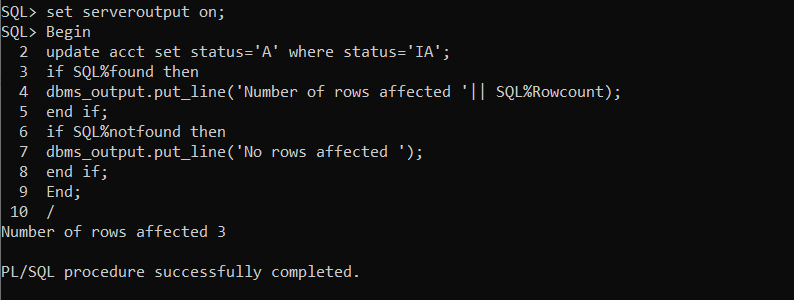 SQL> set serveroutput on;
SQL> Begin
  2  update acct set status='A' where status='IA';
  3  if SQL%found then
  4  dbms_output.put_line('Number of rows affected '|| SQL%Rowcount);
  5  end if;
  6  if SQL%notfound then
  7  dbms_output.put_line('No rows affected ');
  8  end if;
  9  End;
 10  /
Number of rows affected 3

PL/SQL procedure successfully completed.